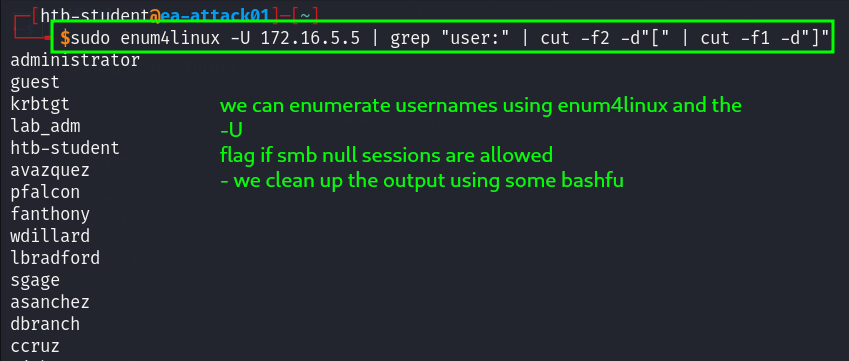 [htb-student@ea-attack01]─[~]
$sudo enum4linux -U 172.16.5.5 | grep "user:" | cut -f2 -d"[" | cut -f1 -d"]"
administrator
guest
krbtgt
we can enumerate usernames using enum4linux and the
lab_adm
-U
htb-student
flag if smb null sessions are allowed
avazquez
- we clean up the output using some bashfu
pfalcon
fanthony
wdillard
lbradford
sgage
asanchez
dbranch
ccruz